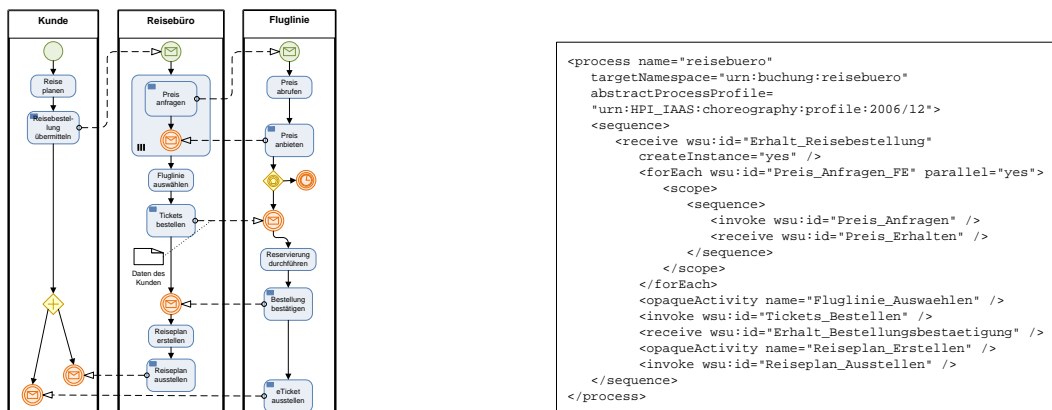 Kunde
Reisebüro
Fluglinie
Reise
planen
Reisebestel-
lung
übermitteln
Preis
anfragen
Fluglinie
auswählen
Tickets
bestellen
Daten des
Kunden
Reiseplan
erstellen
Reiseplan
ausstellen
Preis
abrufen
Preis
anbieten
Reservierung
durchführen
Bestellung
bestätigen
eTicket
ausstellen
<process name="reisebuero"
targetNamespace="urn:buchung:reisebuero"
abstractProcessProfile=
"urn:HPI_IAAS:choreography:profile:2006/12">
<sequence>
<receive wsu:id="Erhalt_Reisebestellung"
createInstance="yes" />
<forEach wsu:id="Preis_Anfragen_FE" parallel="yes">
<scope>
<sequence>
<invoke wsu:id="Preis_Anfragen" />
<receive wsu:id="Preis_Erhalten" />
</sequence>
</scope>
</forEach>
<opaqueActivity name="Fluglinie_Auswaehlen" />
<invoke wsu:id="Tickets_Bestellen" />
<receive wsu:id="Erhalt_Bestellungsbestaetigung" />
<opaqueActivity name="Reiseplan_Erstellen" />
<invoke wsu:id="Reiseplan_Ausstellen" />
</sequence>
</process>